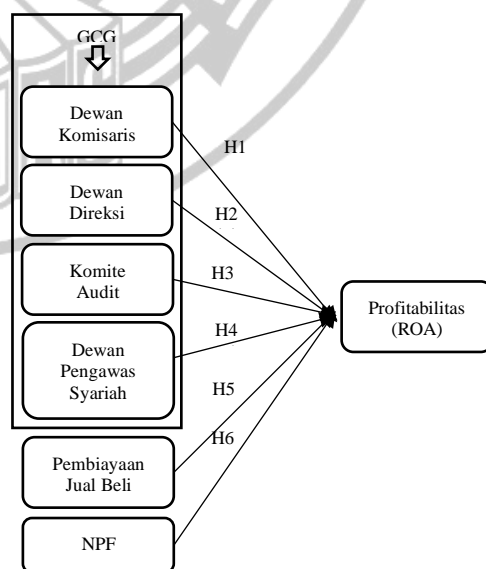 GCG
Dewan
Komisaris
H1
Dewan
Direksi
H2
Komite
Audit
H3
Profitabilitas
(ROA)
H4
Dewan
Pengawas
Syariah
H5
H6
Pembiayaan
Jual Beli
NPF